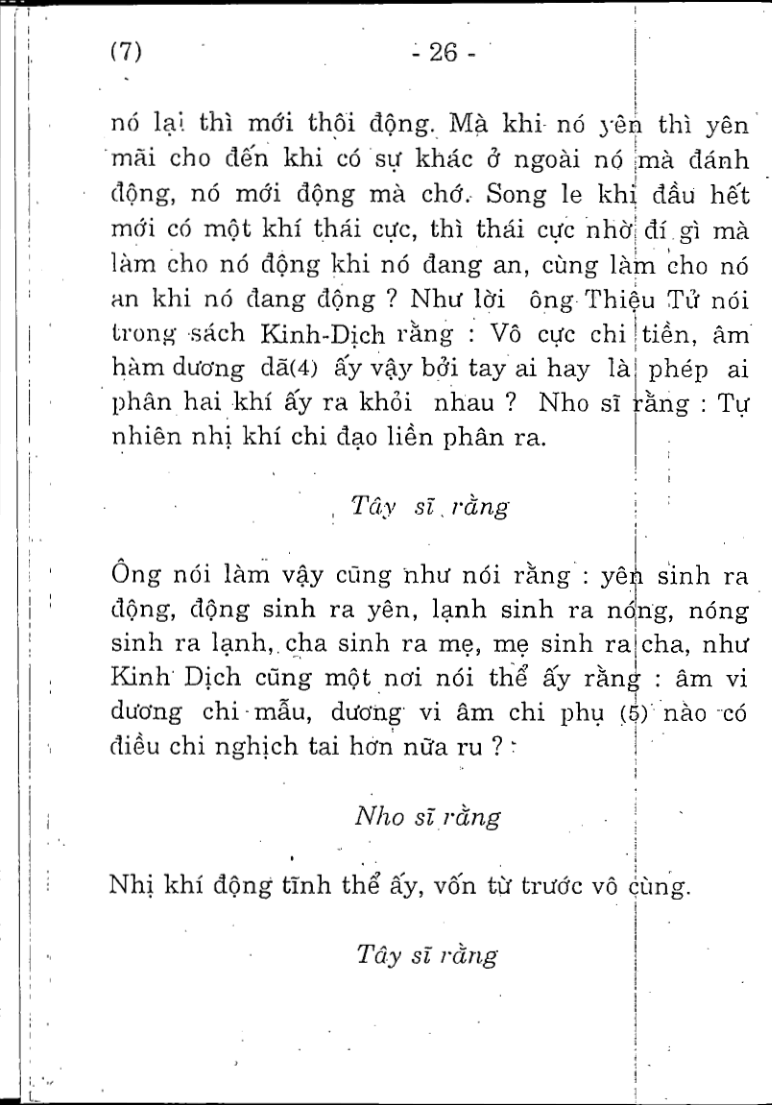 (7) - 26 -
nó lại thì mới thôi động. Mà khi nó yên thì yên
mãi cho đến khi có sự khác ở ngoài nó mà đánh
động, nó mới động mà chớ. Song le khi đầu hết
mới có một khí thái cực, thì thái cực nhờ đí gì mà
làm cho nó động khi nó đang an, cùng làm cho nó
an khi nó đang động ? Như lời ông Thiệu Tử nói
trong sách Kinh-Dịch rằng : Vô cực chi tiền, âm
hàm dương dã(4) ấy vậy bởi tay ai hay là phép ai
phân hai khí ấy ra khỏi nhau ? Nho sĩ rằng : Tự
nhiên nhị khí chi đạo liền phân ra.
Tây sĩ rằng
Ông nói làm vậy cũng như nói rằng : yên sinh ra
động, động sinh ra yên, lạnh sinh ra nóng, nóng
sinh ra lạnh, cha sinh ra mẹ, mẹ sinh ra cha, như
Kinh Dịch cũng một nơi nói thể ấy rằng : âm vi
dương chi mẫu, dương vi âm chi phụ (5) nào có
điều chi nghịch tai hơn nữa ru ?
Nho sĩ rằng
Nhị khí động tĩnh thể ấy, vốn từ trước vô cùng.
Tây sĩ rằng